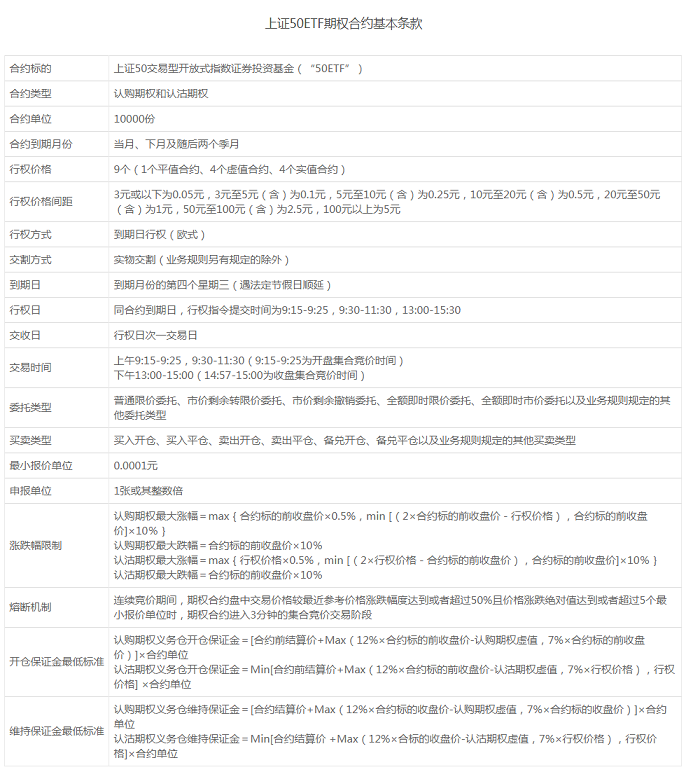 上证50ETF期权合约基本条款
合约标的 上证50交易型开放式指数证券投资基金（“50ETF”）
合约类型 认购期权和认沽期权
合约单位 10000份
合约到期月份 当月、下月及随后两个季月
行权价格 9个（1个平值合约、4个虚值合约、4个实值合约）
行权价格间距 3元或以下为0.05元，3元至5元（含）为0.1元，5元至10元（含）为0.25元，10元至20元（含）为0.5元，20元至50元
（含）为1元，50元至100元（含）为2.5元，100元以上为5元
行权方式 到期日行权（欧式）
交割方式 实物交割（业务规则另有规定的除外）
到期日 到期月份的第四个星期三（遇法定节假日顺延）
行权日 同合约到期日，行权指令提交时间为9:15-9:25，9:30-11:30，13:00-15:30
交收日 行权日次一交易日
交易时间 上午9:15-9:25，9:30-11:30（9:15-9:25为开盘集合竞价时间）
下午13:00-15:00（14:57-15:00为收盘集合竞价时间）
委托类型 普通限价委托、市价剩余转限价委托、市价剩余撤销委托、全额即时限价委托、全额即时市价委托以及业务规则规定的其
他委托类型
买卖类型 买入开仓、买入平仓、卖出开仓、卖出平仓、备兑开仓、备兑平仓以及业务规则规定的其他买卖类型
最小报价单位 0.0001元
申报单位 1张或其整数倍
涨跌幅限制 认购期权最大涨幅＝max｛合约标的前收盘价×0.5%，min [（2×合约标的前收盘价－行权价格），合约标的前收盘
价]×10%｝
认购期权最大跌幅＝合约标的前收盘价×10%
认沽期权最大涨幅＝max｛行权价格×0.5%，min [（2×行权价格－合约标的前收盘价），合约标的前收盘价]×10%｝
认沽期权最大跌幅＝合约标的前收盘价×10%
熔断机制 连续竞价期间，期权合约盘中交易价格较最近参考价格涨跌幅度达到或者超过50%且价格涨跌绝对值达到或者超过5个最
小报价单位时，期权合约进入3分钟的集合竞价交易阶段
开仓保证金最低标准 认购期权义务仓开仓保证金＝[合约前结算价+Max（12%×合约标的前收盘价-认购期权虚值，7%×合约标的前收盘
价）]×合约单位
认沽期权义务仓开仓保证金＝Min[合约前结算价+Max（12%×合约标的前收盘价-认沽期权虚值，7%×行权价格），行权
价格] ×合约单位
维持保证金最低标准 认购期权义务仓维持保证金＝[合约结算价+Max（12%×合约标的收盘价-认购期权虚值，7%×合约标的收盘价）]×合约
单位
认沽期权义务仓维持保证金＝Min[合约结算价 +Max（12%×合标的收盘价-认沽期权虚值，7%×行权价格），行权价
格]×合约单位